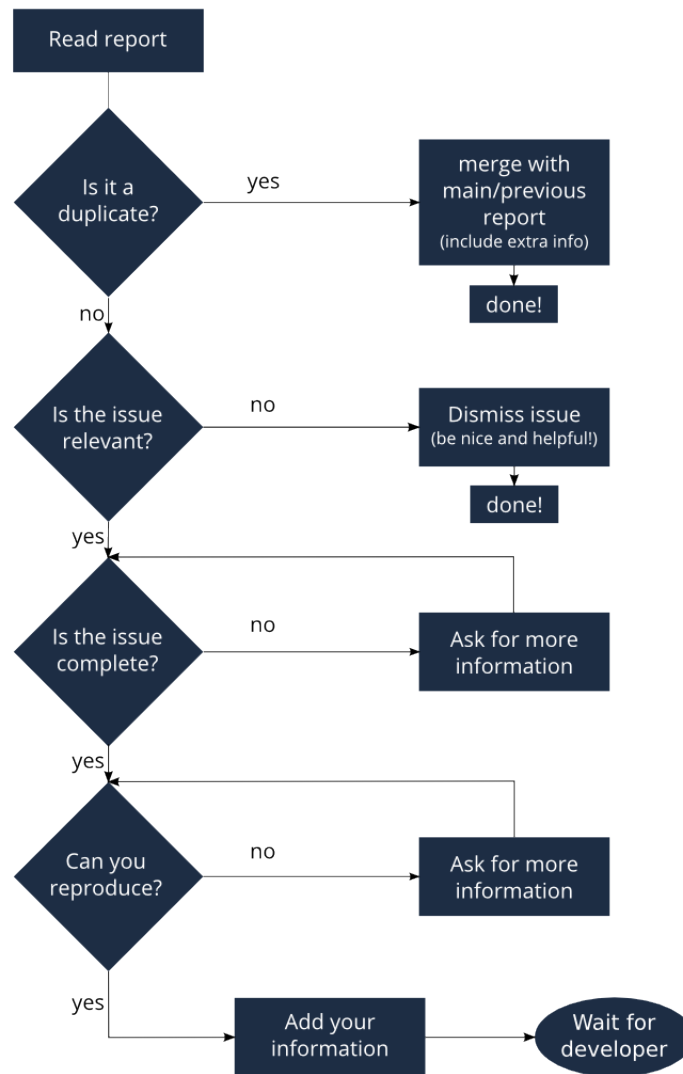 Read report
Is it a
duplicate?
yes
merge with
main/previous
report
(include extra info)
done!
no
Is the issue
relevant?
no
Dismiss issue
(be nice and helpful!)
done!
yes
Is the issue
complete?
no
Ask for more
information
yes
Can you
reproduce?
no
Ask for more
information
yes
Add your
information
Wait for
developer